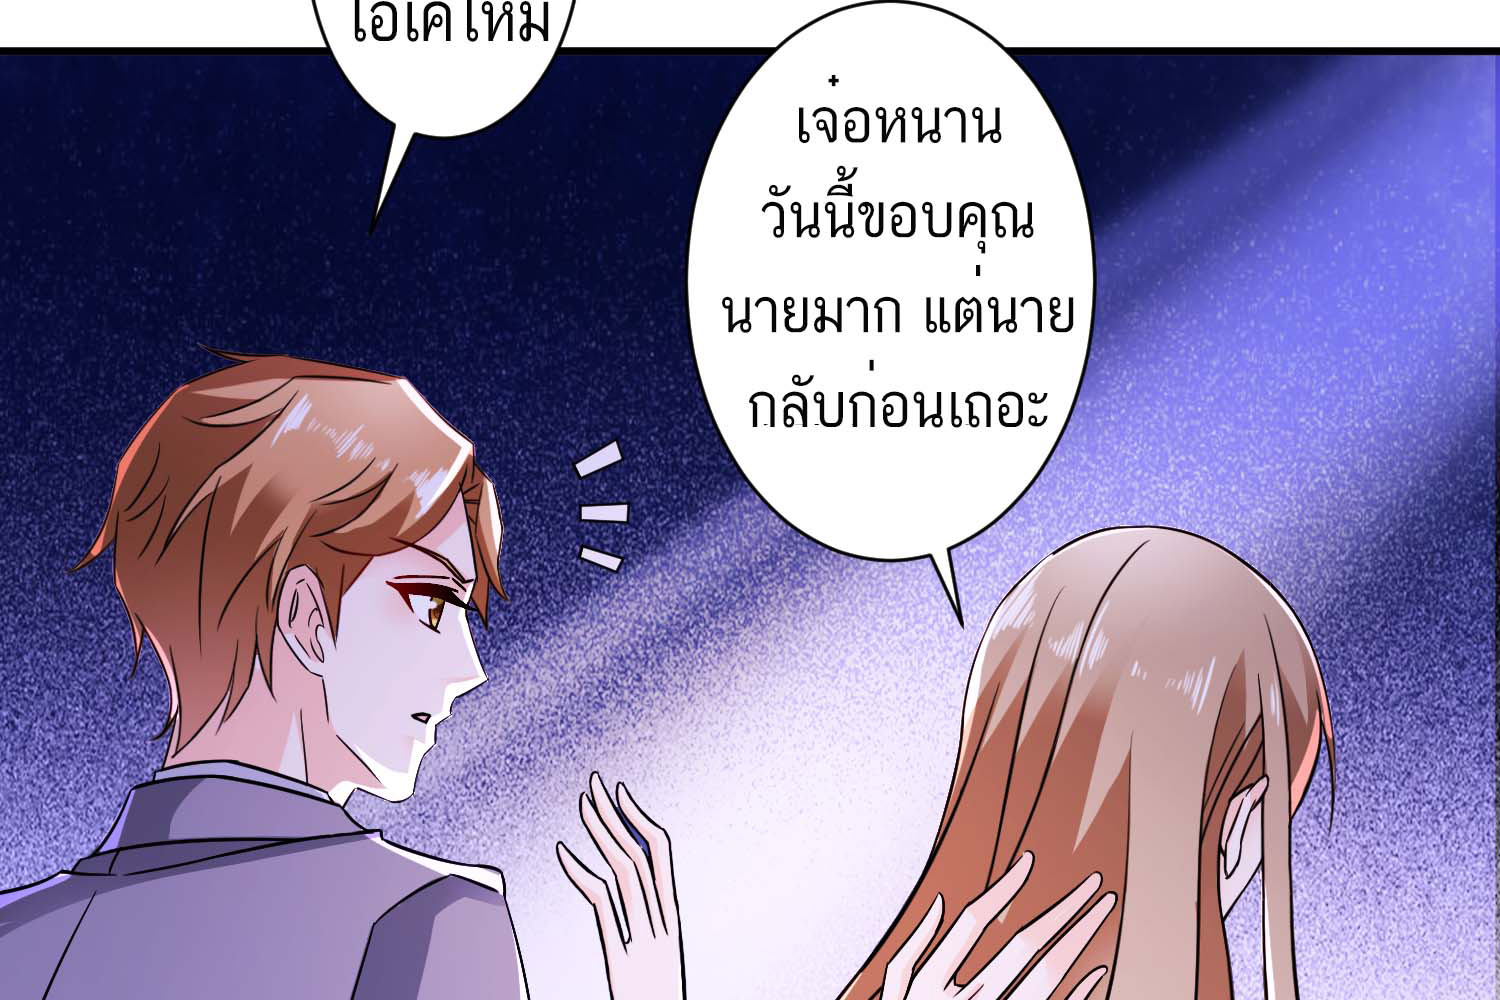 โอเคไหม
เจ๋อหนาน
วันนี้ขอบคุณ
นายมาก แต่นาย
กลับก่อนเถอะ